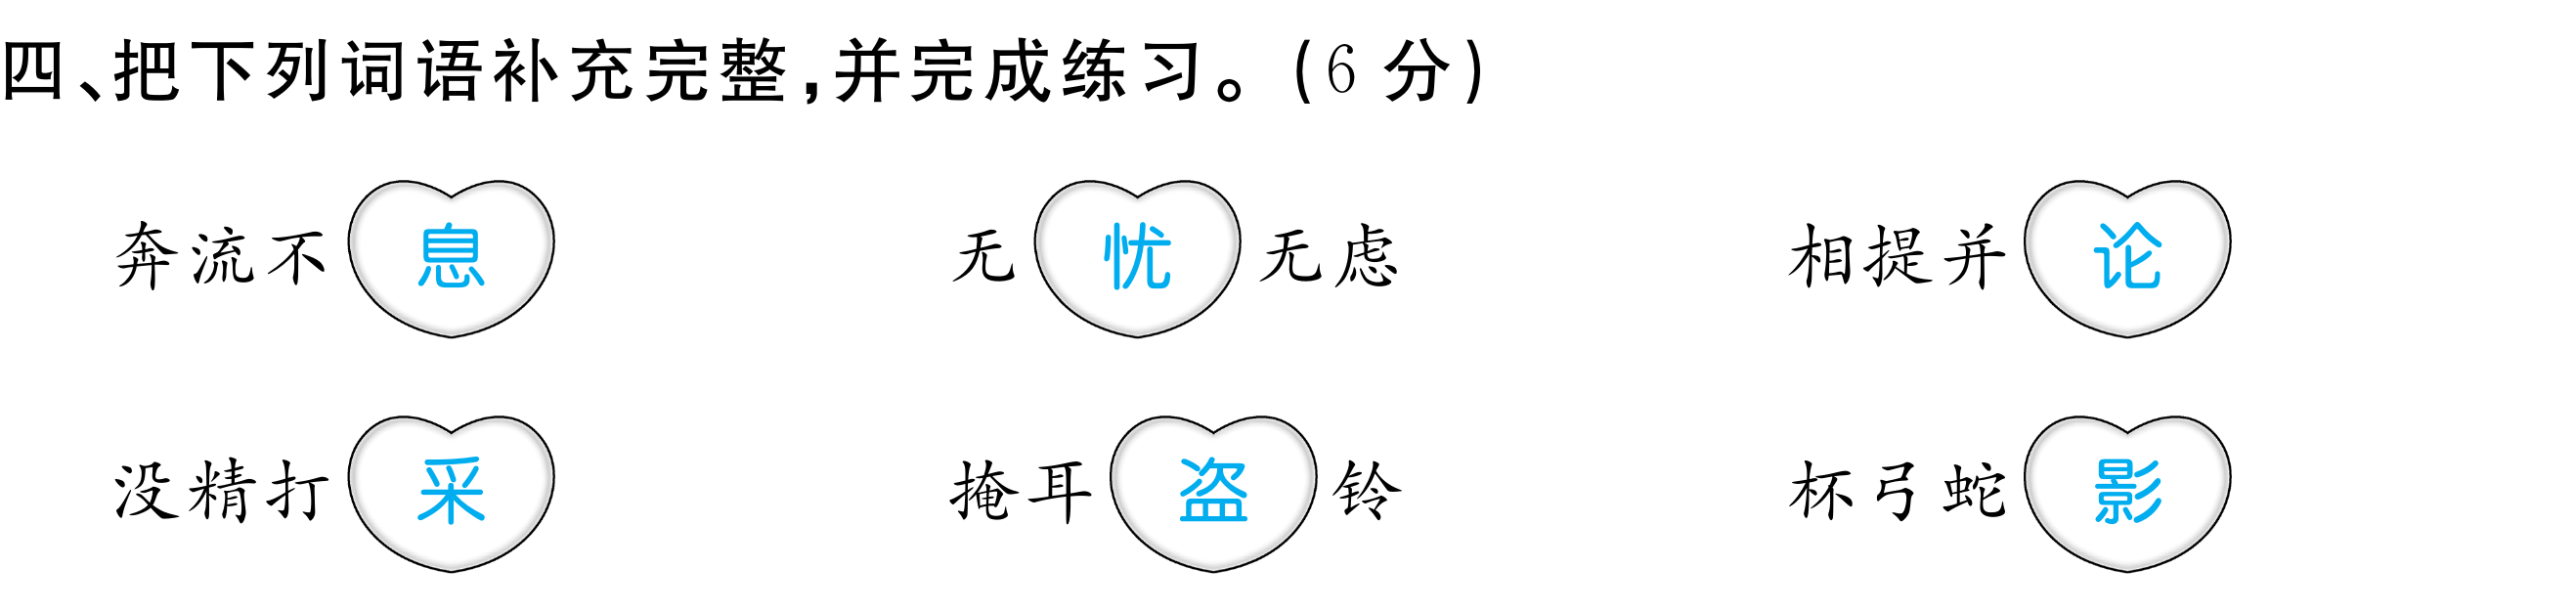 四、把下列词语补充完整,并完成练习。(6 分)
奔流不息 无忧无虑 相提并论
没精打采 掩耳盗铃 杯弓蛇影